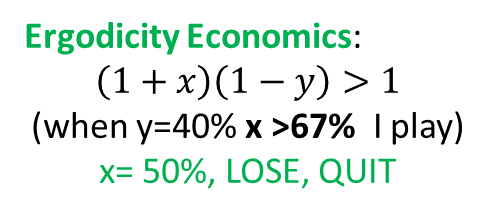 Ergodicity Economics:
(1 + x)(1 − y) > 1
(when y=40% x >67% I play)
x= 50%, LOSE, QUIT